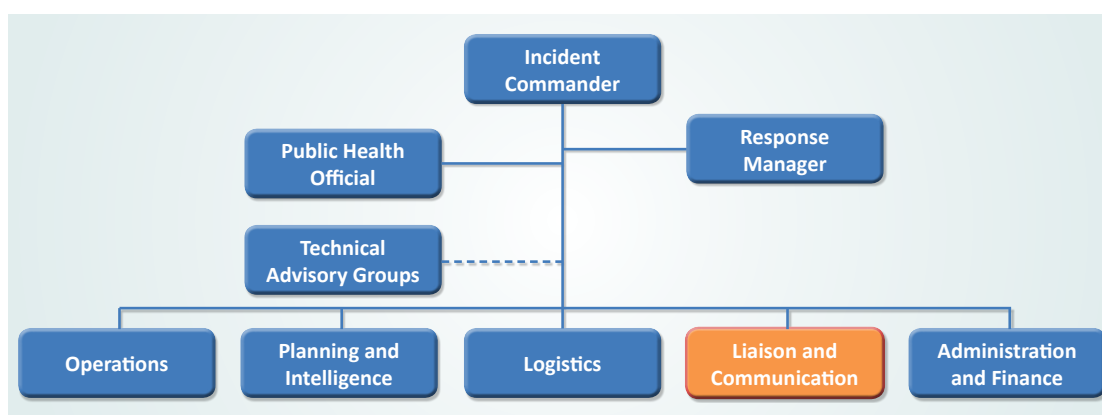 Incident
Commander
Public Health
Official
Response
Manager
Technical
Advisory Groups
Operations
Planning and
Intelligence
Logistics
Liaison and
Communication
Administration
and Finance